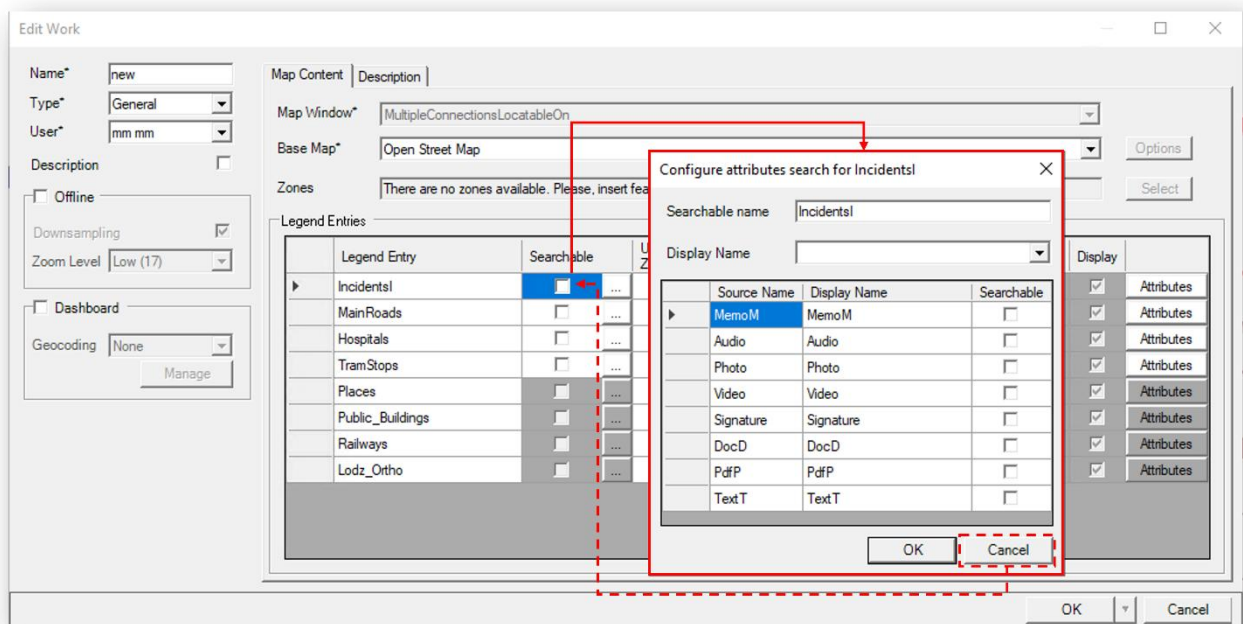 Edit Work
Name* new
Type* General
User* mm mm
Description
Offline
Downsampling
Zoom Level Low (17)
Dashboard
Geocoding None
Manage
Map Content Description
Map Window* MultipleConnectionsLocatableOn
Base Map* Open Street Map Options
Zones There are no zones available. Please, insert fea Select
Legend Entries
Legend Entry Searchable U Display
Z
IncidentsI ... Attributes
MainRoads ... Attributes
Hospitals ... Attributes
TramStops ... Attributes
Places ... Attributes
Public_Buildings ... Attributes
Railways ... Attributes
Lodz_Ortho ... Attributes
Configure attributes search for IncidentsI
Searchable name IncidentsI
Display Name
Source Name Display Name Searchable
MemoM MemoM
Audio Audio
Photo Photo
Video Video
Signature Signature
DocD DocD
PdfP PdfP
TextT TextT
OK Cancel
OK Cancel